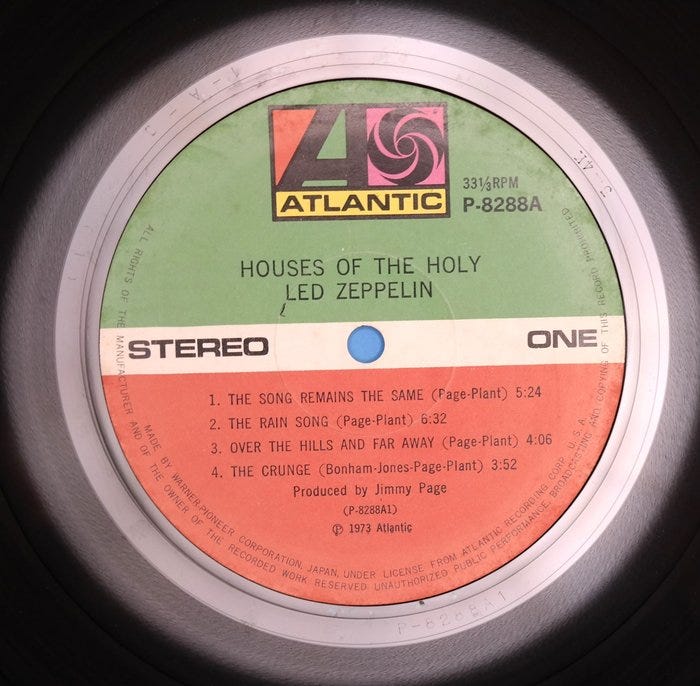 ATLANTIC
33⅓RPM
P-8288A
HOUSES OF THE HOLY
LED ZEPPELIN
STEREO
ONE
1. THE SONG REMAINS THE SAME (Page-Plant) 5:24
2. THE RAIN SONG (Page-Plant) 6:32
3. OVER THE HILLS AND FAR AWAY (Page-Plant) 4:06
4. THE CRUNGE (Bonham-Jones-Page-Plant) 3:52
Produced by Jimmy Page
(P-8288A1)
Ⓟ 1973 Atlantic
MADE BY WARNER-PIONEER CORPORATION, JAPAN, UNDER LICENSE FROM ATLANTIC RECORDING CORP. U.S.A.
ALL RIGHTS OF THE MANUFACTURER AND OF THE OWNER OF THE RECORDED WORK RESERVED UNAUTHORIZED PUBLIC PERFORMANCE, BROADCASTING AND COPYING OF THIS RECORD PROHIBITED
P-8288A1